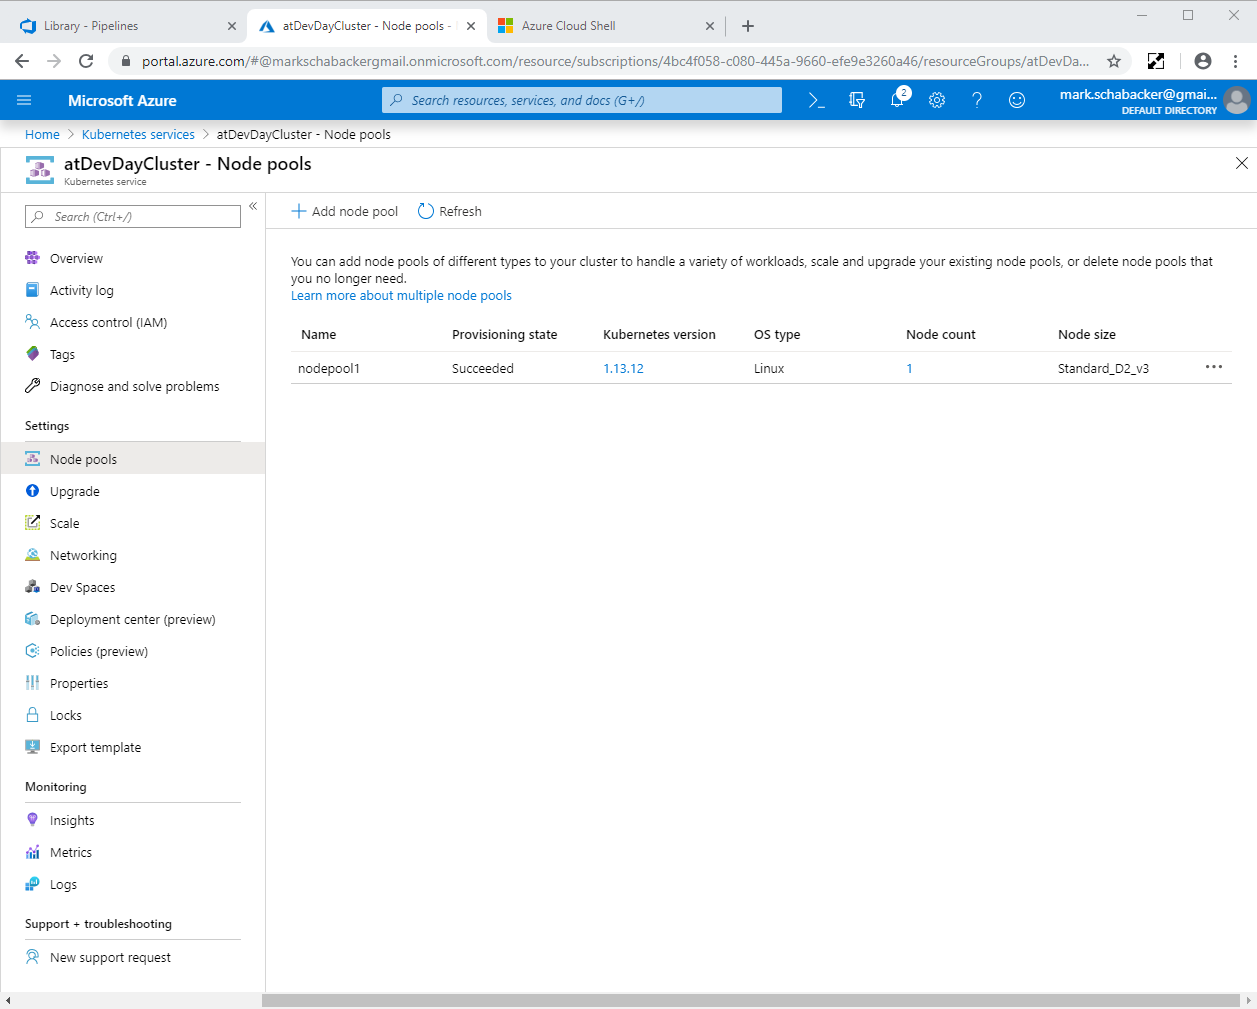 Library - Pipelines
atDevDayCluster - Node pools -
Azure Cloud Shell
portal.azure.com/#@markschabackergmail.onmicrosoft.com/resource/subscriptions/4bc4f058-c080-445a-9660-efe9e3260a46/resourceGroups/atDevDa...
Microsoft Azure
Search resources, services, and docs (G+/)
2
mark.schabacker@gmai...
DEFAULT DIRECTORY
Home > Kubernetes services > atDevDayCluster - Node pools
atDevDayCluster - Node pools
Kubernetes service
Search (Ctrl+/)
«
Overview
Activity log
Access control (IAM)
Tags
Diagnose and solve problems
Settings
Node pools
Upgrade
Scale
Networking
Dev Spaces
Deployment center (preview)
Policies (preview)
Properties
Locks
Export template
Monitoring
Insights
Metrics
Logs
Support + troubleshooting
New support request
Add node pool
Refresh
You can add node pools of different types to your cluster to handle a variety of workloads, scale and upgrade your existing node pools, or delete node pools that
you no longer need.
Learn more about multiple node pools
Name Provisioning state Kubernetes version OS type Node count Node size
nodepool1 Succeeded 1.13.12 Linux 1 Standard_D2_v3